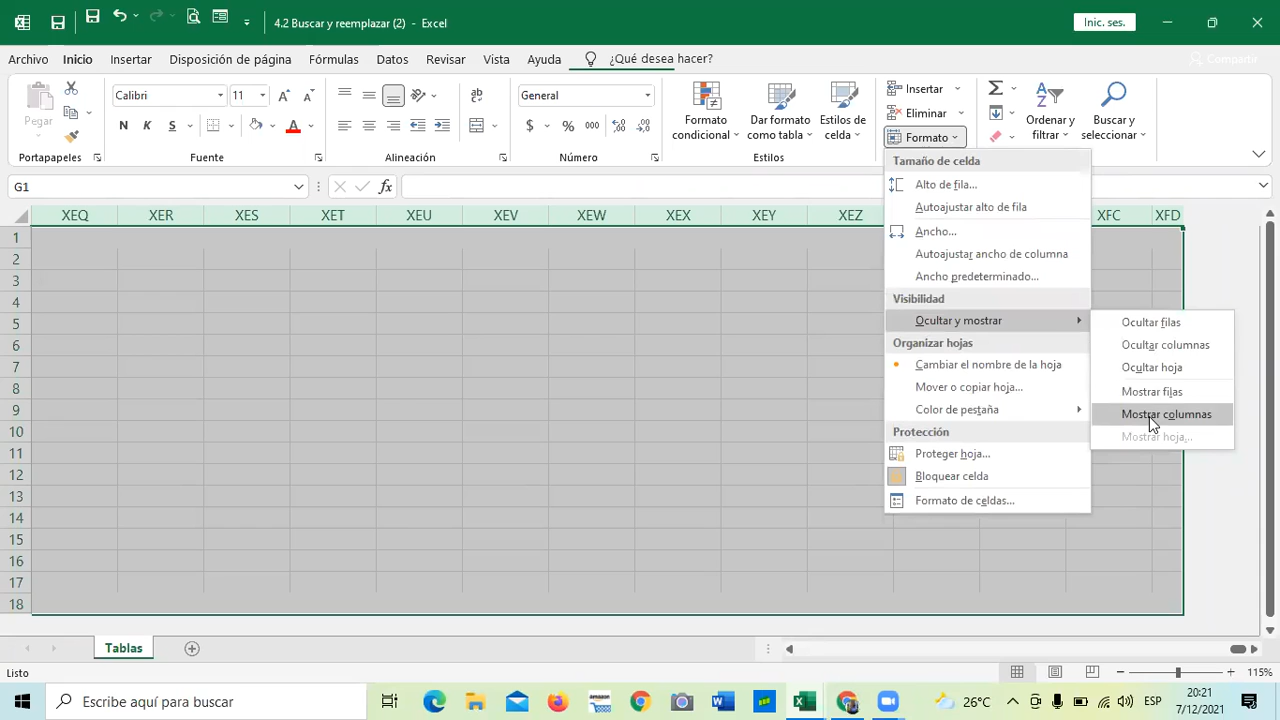 4.2 Buscar y reemplazar (2) - Excel
Inic. ses.
Archivo Inicio Insertar Disposición de página Fórmulas Datos Revisar Vista Ayuda ¿Qué desea hacer? Compartir
Pegar
Portapapeles
Calibri 11
N K S
Fuente
Alineación
General
$ % 000
Número
Formato condicional
Dar formato como tabla
Estilos de celda
Estilos
Insertar
Eliminar
Formato
Ordenar y filtrar
Buscar y seleccionar
G1
fx
XEQ XER XES XET XEU XEV XEW XEX XEY XEZ XFC XFD
1
2
3
4
5
6
7
8
9
10
11
12
13
14
15
16
17
18
Tamaño de celda
Alto de fila...
Autoajustar alto de fila
Ancho...
Autoajustar ancho de columna
Ancho predeterminado...
Visibilidad
Ocultar y mostrar
Organizar hojas
Cambiar el nombre de la hoja
Mover o copiar hoja...
Color de pestaña
Protección
Proteger hoja...
Bloquear celda
Formato de celdas...
Ocultar filas
Ocultar columnas
Ocultar hoja
Mostrar filas
Mostrar columnas
Mostrar hoja...
Tablas
Listo
115%
Escribe aquí para buscar
26°C
ESP
20:21
7/12/2021